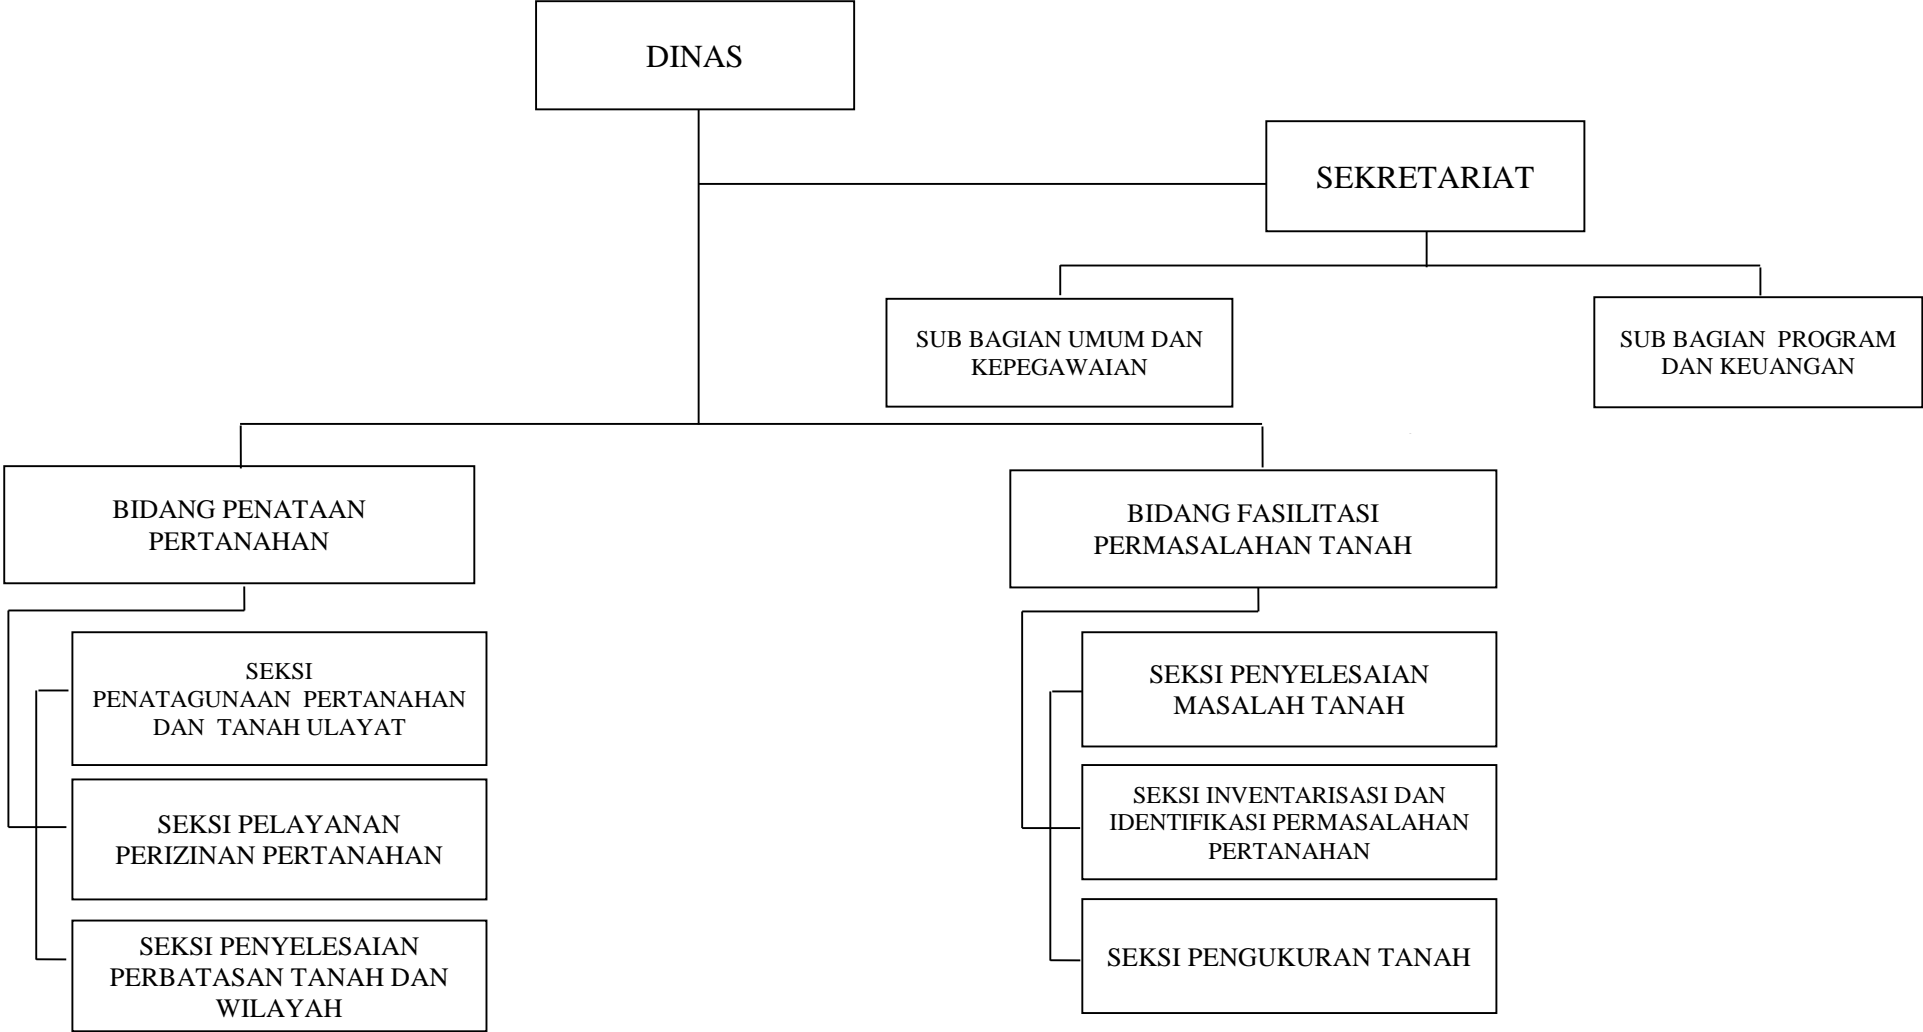 DINAS
SEKRETARIAT
SUB BAGIAN UMUM DAN
KEPEGAWAIAN
SUB BAGIAN PROGRAM
DAN KEUANGAN
BIDANG PENATAAN
PERTANAHAN
SEKSI
PENATAGUNAAN PERTANAHAN
DAN TANAH ULAYAT
SEKSI PELAYANAN
PERIZINAN PERTANAHAN
SEKSI PENYELESAIAN
PERBATASAN TANAH DAN
WILAYAH
BIDANG FASILITASI
PERMASALAHAN TANAH
SEKSI PENYELESAIAN
MASALAH TANAH
SEKSI INVENTARISASI DAN
IDENTIFIKASI PERMASALAHAN
PERTANAHAN
SEKSI PENGUKURAN TANAH